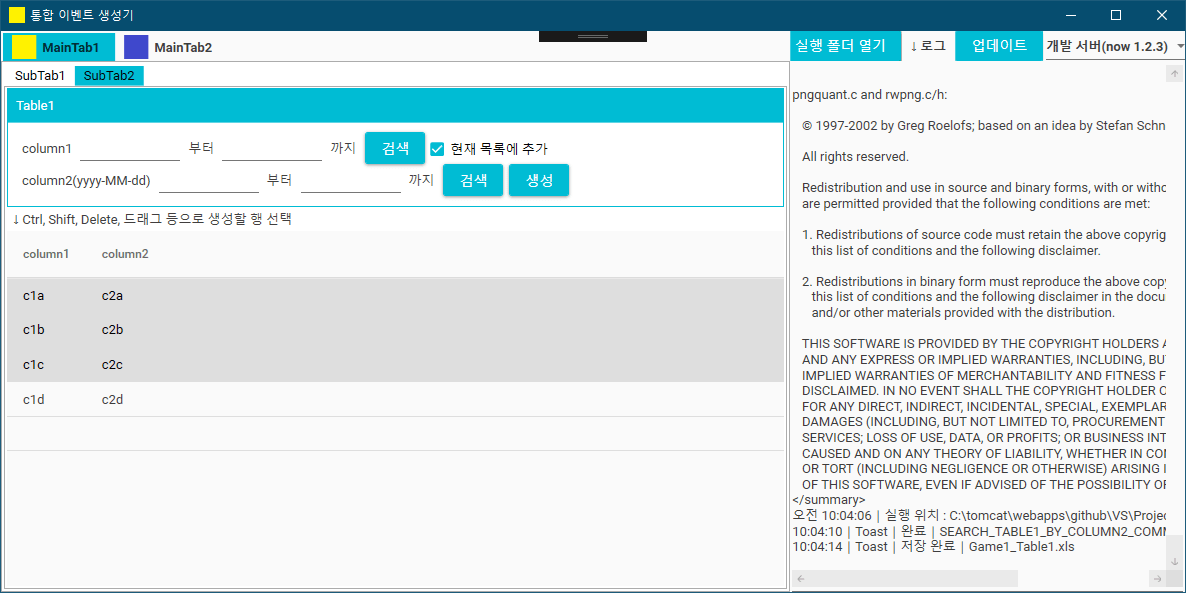 통합 이벤트 생성기
MainTab1 MainTab2
실행 폴더 열기 ↓ 로그 업데이트 개발 서버(now 1.2.3)
SubTab1 SubTab2
Table1
column1 부터 까지 검색 현재 목록에 추가
column2(yyyy-MM-dd) 부터 까지 검색 생성
↓ Ctrl, Shift, Delete, 드래그 등으로 생성할 행 선택
column1 column2
c1a c2a
c1b c2b
c1c c2c
c1d c2d
pngquant.c and rwpng.c/h:
© 1997-2002 by Greg Roelofs; based on an idea by Stefan Schn
All rights reserved.
Redistribution and use in source and binary forms, with or witho
are permitted provided that the following conditions are met:
1. Redistributions of source code must retain the above copyrig
this list of conditions and the following disclaimer.
2. Redistributions in binary form must reproduce the above copy
this list of conditions and the following disclaimer in the docu
and/or other materials provided with the distribution.
THIS SOFTWARE IS PROVIDED BY THE COPYRIGHT HOLDERS A
AND ANY EXPRESS OR IMPLIED WARRANTIES, INCLUDING, BU
IMPLIED WARRANTIES OF MERCHANTABILITY AND FITNESS F
DISCLAIMED. IN NO EVENT SHALL THE COPYRIGHT HOLDER O
FOR ANY DIRECT, INDIRECT, INCIDENTAL, SPECIAL, EXEMPLAR
DAMAGES (INCLUDING, BUT NOT LIMITED TO, PROCUREMENT
SERVICES; LOSS OF USE, DATA, OR PROFITS; OR BUSINESS INT
CAUSED AND ON ANY THEORY OF LIABILITY, WHETHER IN CON
OR TORT (INCLUDING NEGLIGENCE OR OTHERWISE) ARISING I
OF THIS SOFTWARE, EVEN IF ADVISED OF THE POSSIBILITY OF
</summary>
오전 10:04:06 | 실행 위치 : C:\tomcat\webapps\github\VS\Projec
10:04:10 | Toast | 완료 | SEARCH_TABLE1_BY_COLUMN2_COMM
10:04:14 | Toast | 저장 완료 | Game1_Table1.xls